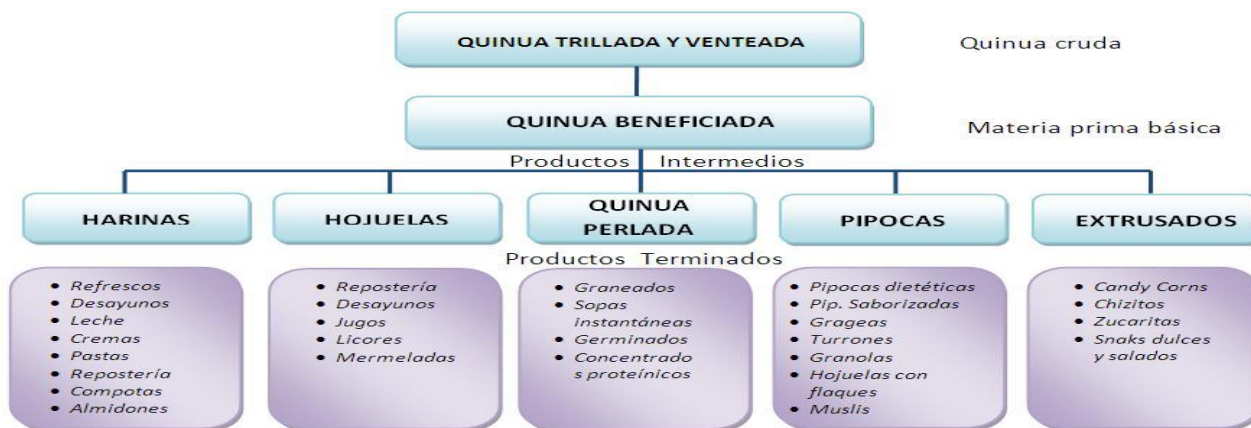 QUINUA TRILLADA Y VENTEADA
Quinua cruda
QUINUA BENEFICIADA
Materia prima básica
Productos Intermedios
HARINAS
HOJUELAS
QUINUA
PERLADA
PIPOCAS
EXTRUSADOS
Productos Terminados
• Refrescos
• Desayunos
• Leche
• Cremas
• Pastas
• Repostería
• Compotas
• Almidones
• Repostería
• Desayunos
• Jugos
• Licores
• Mermeladas
• Graneados
• Sopas
instantáneas
• Germinados
• Concentrado
s proteínicos
• Pipocas dietéticas
• Pip. Saborizadas
• Grageas
• Turrones
• Granolas
• Hojuelas con
flaques
• Muslis
• Candy Corns
• Chizitos
• Zucaritas
• Snaks dulces
y salados